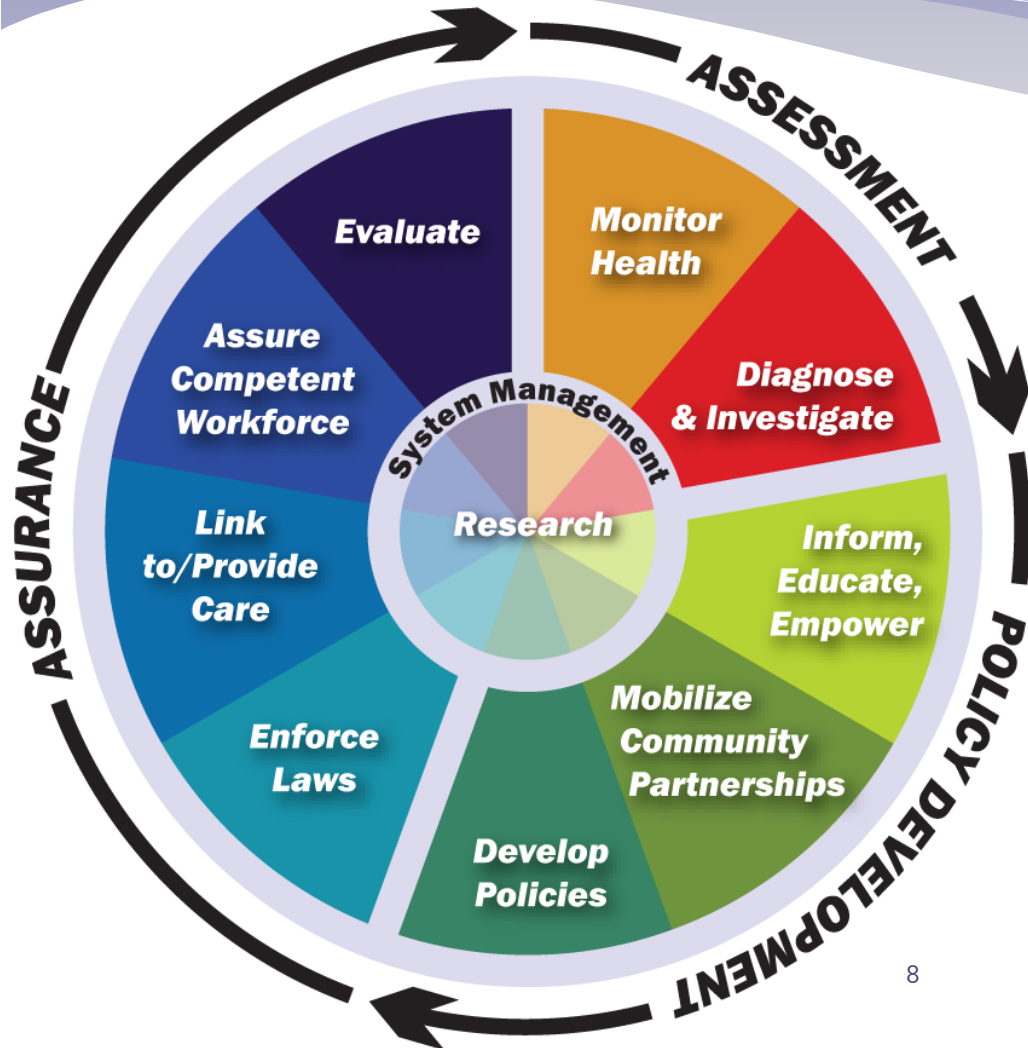 ASSESSMENT
Monitor
Health
Diagnose
& Investigate
Inform,
Educate,
Empower
POLICY DEVELOPMENT
Mobilize
Community
Partnerships
Develop
Policies
ASSURANCE
Enforce
Laws
Link
to/Provide
Care
Assure
Competent
Workforce
Evaluate
System Management
Research
8